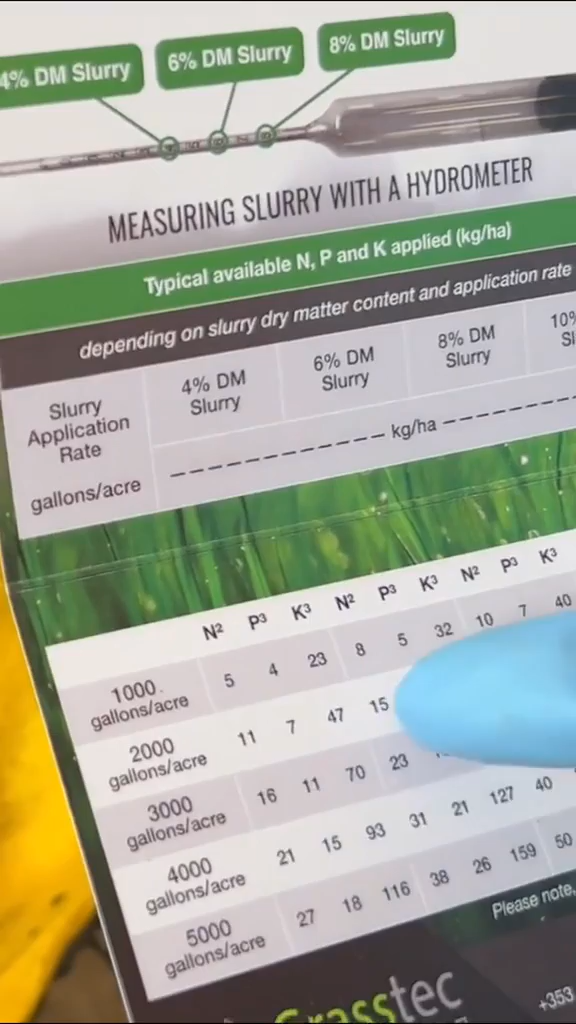 4% DM Slurry 6% DM Slurry 8% DM Slurry
MEASURING SLURRY WITH A HYDROMETER
Typical available N, P and K applied (kg/ha)
depending on slurry dry matter content and application rate
Slurry
Application
Rate
gallons/acre
4% DM
Slurry
6% DM
Slurry
8% DM
Slurry
10%
kg/ha
N² P³ K³ N² P³ K³ N² P³ K³
1000 gallons/acre 5 4 23 8 5 32 10 7 40
2000 gallons/acre 11 7 47 15
3000 gallons/acre 16 11 70 23
4000 gallons/acre 21 15 93 31 21 127 40
5000 gallons/acre 27 18 116 38 26 159 50
Please note,
Grasstec
+353